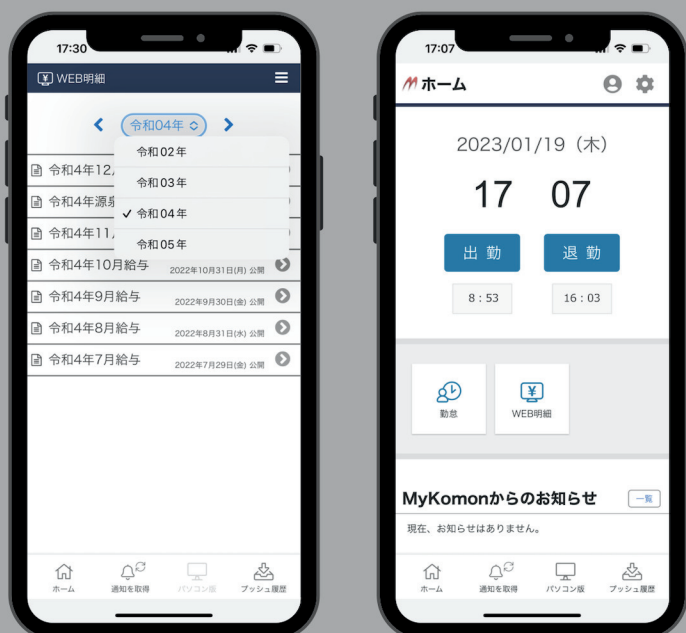 17:30
WEB明細
令和04年
令和02年
令和03年
令和04年
令和05年
令和4年12
令和4年源
令和4年11
令和4年10月給与 2022年10月31日(月) 公開
令和4年9月給与 2022年9月30日(金) 公開
令和4年8月給与 2022年8月31日(水) 公開
令和4年7月給与 2022年7月29日(金) 公開
ホーム 通知を取得 パソコン版 プッシュ履歴
17:07
ホーム
2023/01/19（木）
17 07
出勤 退勤
8：53 16：03
勤怠 WEB明細
MyKomonからのお知らせ 一覧
現在、お知らせはありません。
ホーム 通知を取得 パソコン版 プッシュ履歴